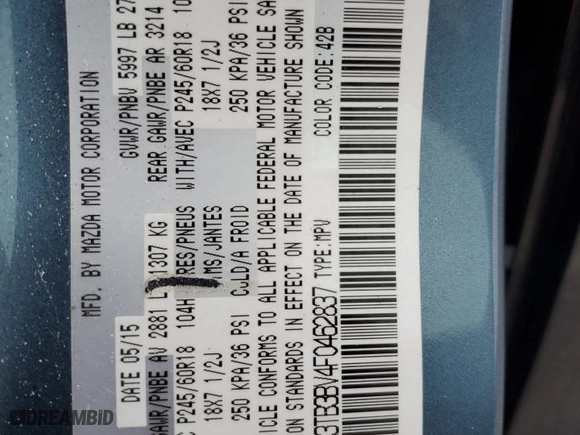 MFD. BY MAZDA MOTOR CORPORATION
DATE 05/15
GVWR/PNBV 5997 LB 27
GAWR/PNBE AV 2881 L 307 KG
REAR.GAWR/PNBE AR 3214
P245/60R18 104H RES/PNEUS
WITH/AVEC P245/60R18 10
18X7 1/2J MS/JANTES
18X7 1/2J
250 KPA/36 PSI COLD/A FROID
250 KPA/36 PSI
ICLE CONFORMS TO ALL APPLICABLE FEDERAL MOTOR VEHICLE SA
STANDARDS IN EFFECT ON THE DATE OF MANUFACTURE SHOWN
3TB3BV4F0462837 TYPE:MPV
COLOR CODE:42B
DREAMBID